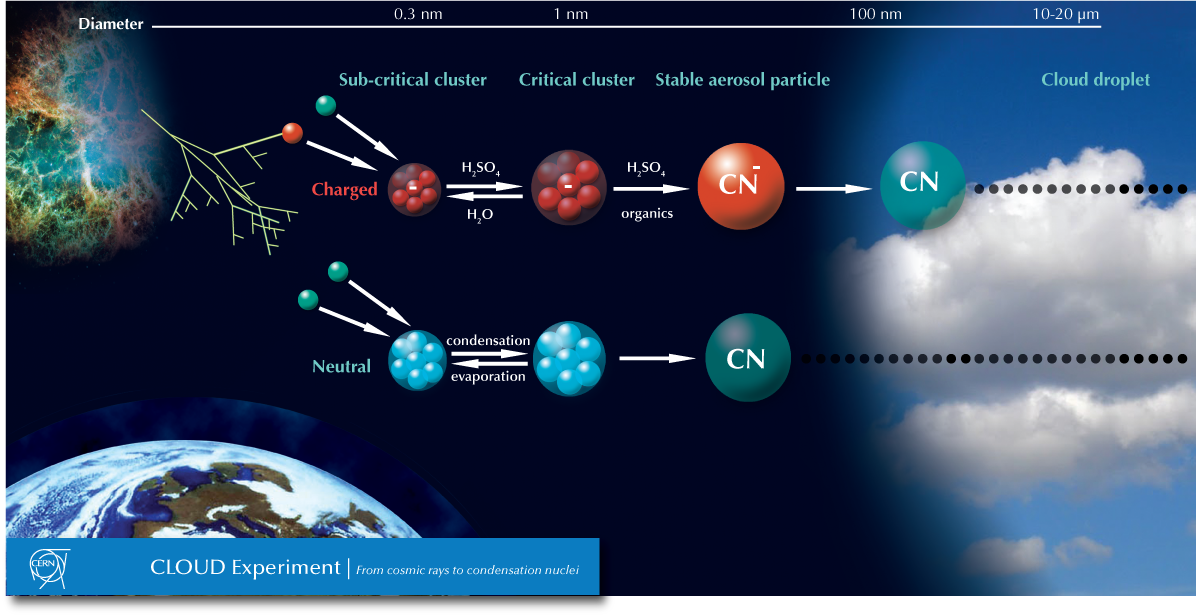 Diameter
0.3 nm
1 nm
100 nm
10-20 µm
Sub-critical cluster
Critical cluster
Stable aerosol particle
Cloud droplet
Charged
-
H₂SO₄
H₂O
-
H₂SO₄
organics
CN⁻
CN
Neutral
condensation
evaporation
CN
CERN
CLOUD Experiment | From cosmic rays to condensation nuclei